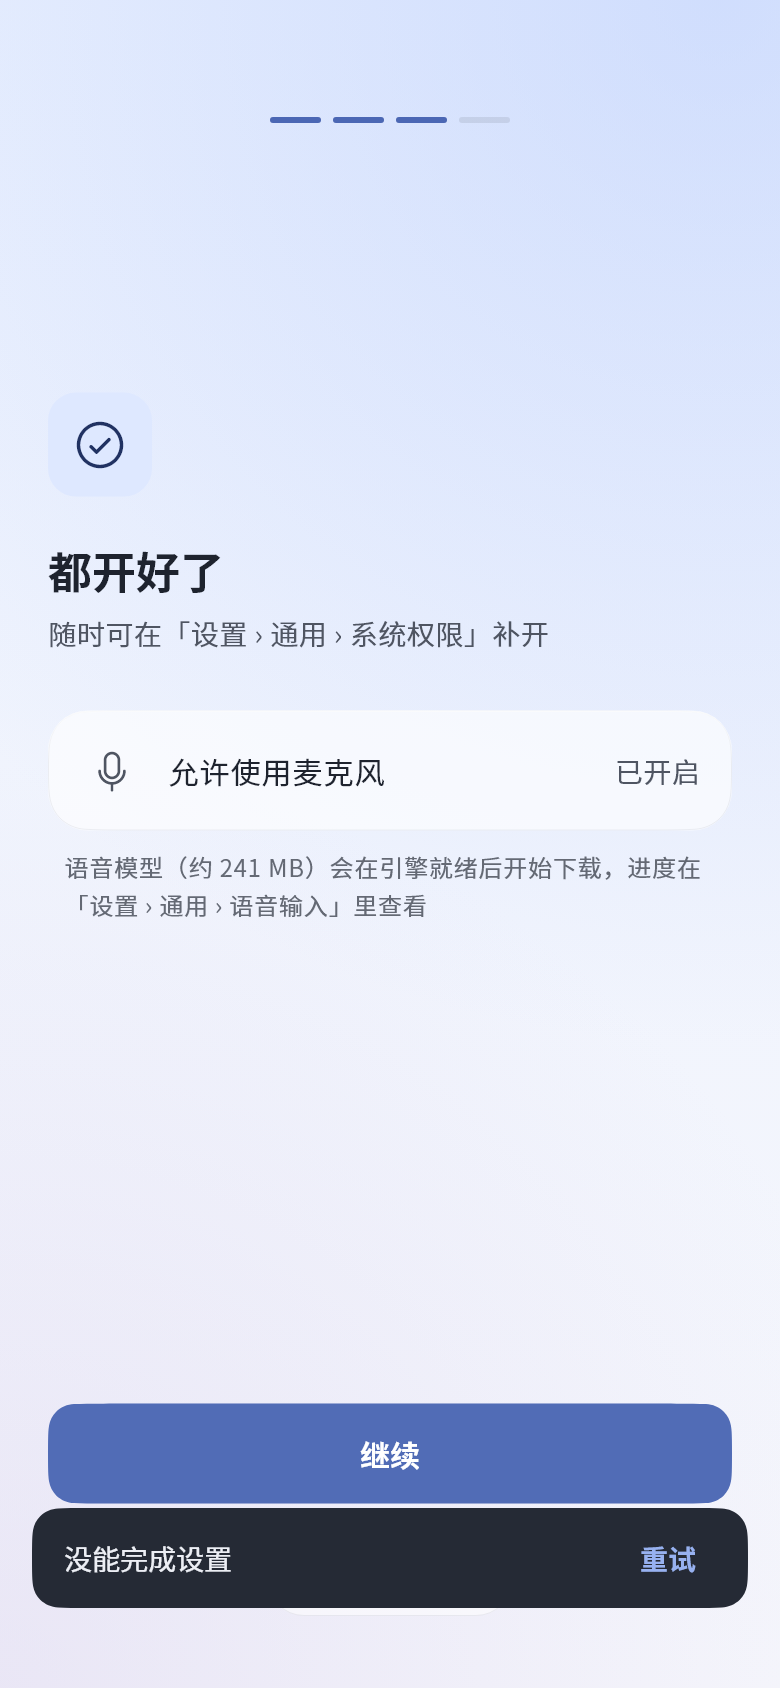 都开好了
随时可在「设置 › 通用 › 系统权限」补开
允许使用麦克风
已开启
语音模型（约 241 MB）会在引擎就绪后开始下载，进度在
「设置 › 通用 › 语音输入」里查看
继续
没能完成设置
重试